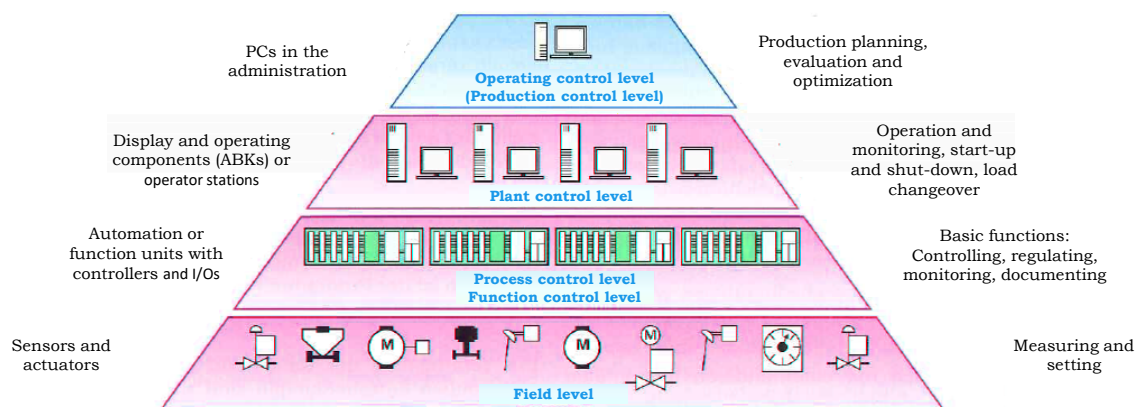 PCs in the
administration
Operating control level
(Production control level)
Production planning,
evaluation and
optimization
Display and operating
components (ABKs) or
operator stations
Plant control level
Operation and
monitoring, start-up
and shut-down, load
changeover
Automation or
function units with
controllers and I/Os
Process control level
Function control level
Basic functions:
Controlling, regulating,
monitoring, documenting
Sensors and
actuators
M
M
M
Field level
Measuring and
setting